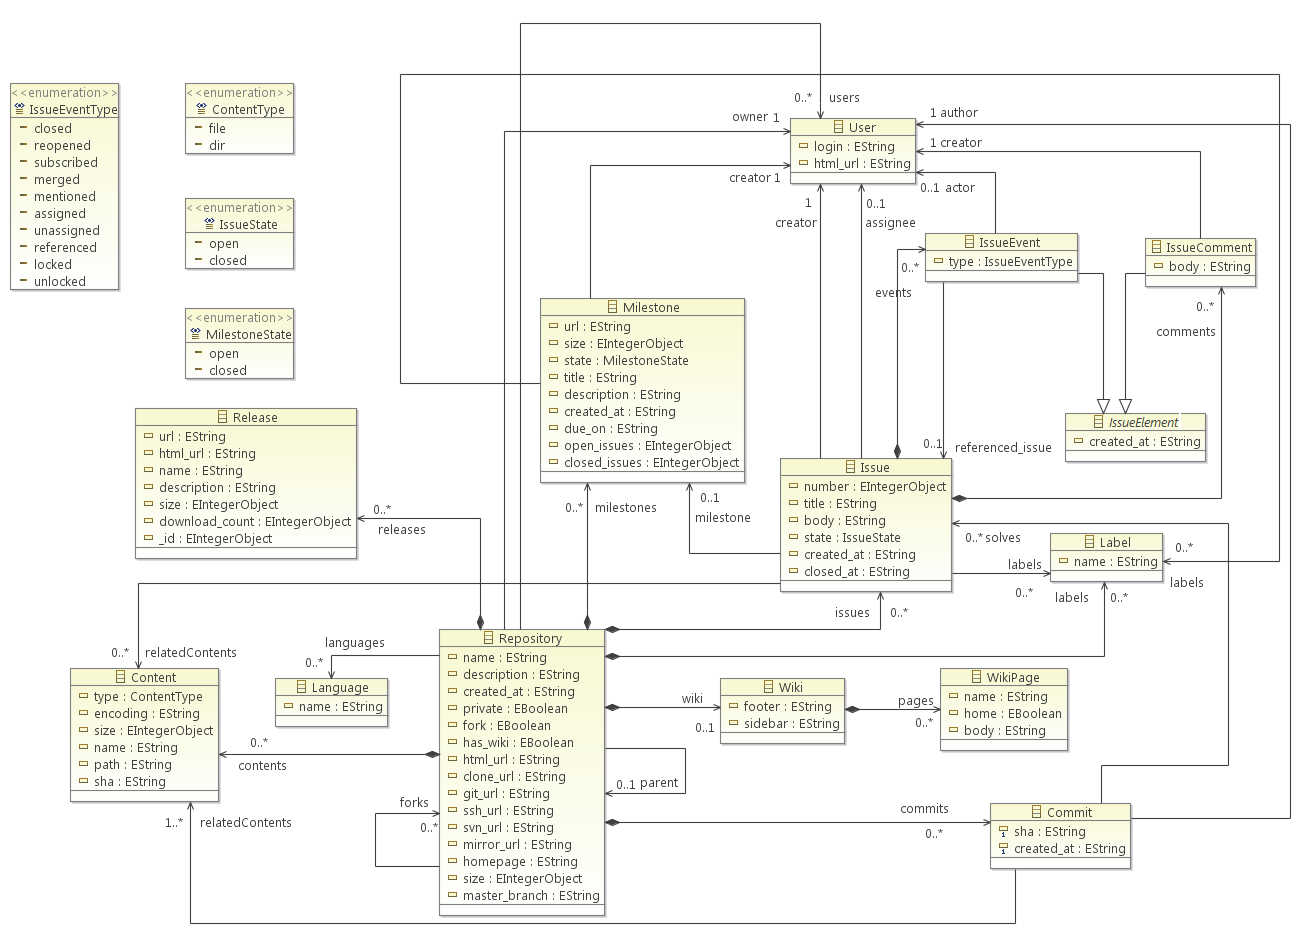 <<enumeration>>
IssueEventType
closed
reopened
subscribed
merged
mentioned
assigned
unassigned
referenced
locked
unlocked
<<enumeration>>
ContentType
file
dir
<<enumeration>>
IssueState
open
closed
<<enumeration>>
MilestoneState
open
closed
0..* users
owner 1
1 author
User
login : EString
html_url : EString
1 creator
creator 1
0..1 actor
1
creator
0..1
assignee
IssueEvent
type : IssueEventType
0..*
events
IssueComment
body : EString
0..*
comments
Milestone
url : EString
size : EIntegerObject
state : MilestoneState
title : EString
description : EString
created_at : EString
due_on : EString
open_issues : EIntegerObject
closed_issues : EIntegerObject
IssueElement
created_at : EString
Release
url : EString
html_url : EString
name : EString
description : EString
size : EIntegerObject
download_count : EIntegerObject
_id : EIntegerObject
0..*
releases
0..* milestones
0..1
milestone
0..1 referenced_issue
Issue
number : EIntegerObject
title : EString
body : EString
state : IssueState
created_at : EString
closed_at : EString
0..* solves
Label
name : EString
0..*
labels
labels
0..*
labels 0..*
issues 0..*
0..* relatedContents
languages
0..*
Language
name : EString
Content
type : ContentType
encoding : EString
size : EIntegerObject
name : EString
path : EString
sha : EString
0..*
contents
1..* relatedContents
Repository
name : EString
description : EString
created_at : EString
private : EBoolean
fork : EBoolean
has_wiki : EBoolean
html_url : EString
clone_url : EString
git_url : EString
ssh_url : EString
svn_url : EString
mirror_url : EString
homepage : EString
size : EIntegerObject
master_branch : EString
forks
0..*
0..1 parent
wiki
0..1
Wiki
footer : EString
sidebar : EString
pages
0..*
WikiPage
name : EString
home : EBoolean
body : EString
commits
0..*
Commit
sha : EString
created_at : EString